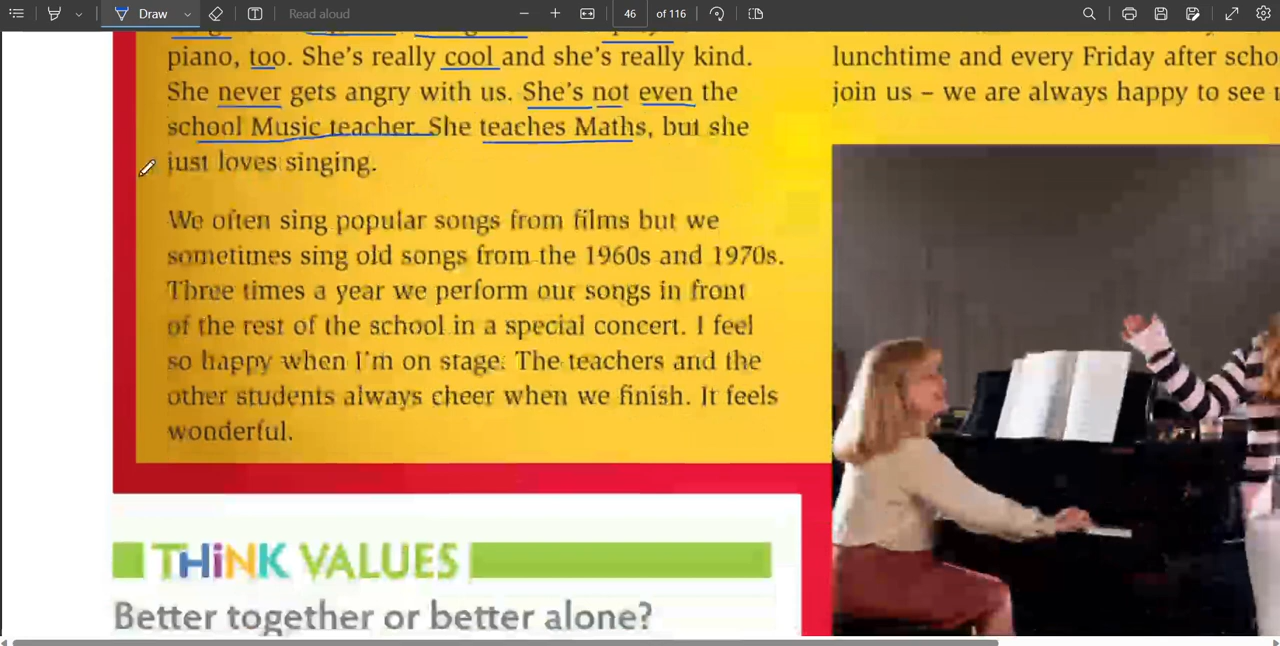 Draw
Read aloud
46 of 116
piano, too. She's really cool and she's really kind.
She never gets angry with us. She's not even the
school Music teacher. She teaches Maths, but she
just loves singing.
We often sing popular songs from films but we
sometimes sing old songs from the 1960s and 1970s.
Three times a year we perform our songs in front
of the rest of the school in a special concert. I feel
so happy when I'm on stage. The teachers and the
other students always cheer when we finish. It feels
wonderful.
THiNK VALUES
Better together or better alone?
lunchtime and every Friday after scho
join us – we are always happy to see